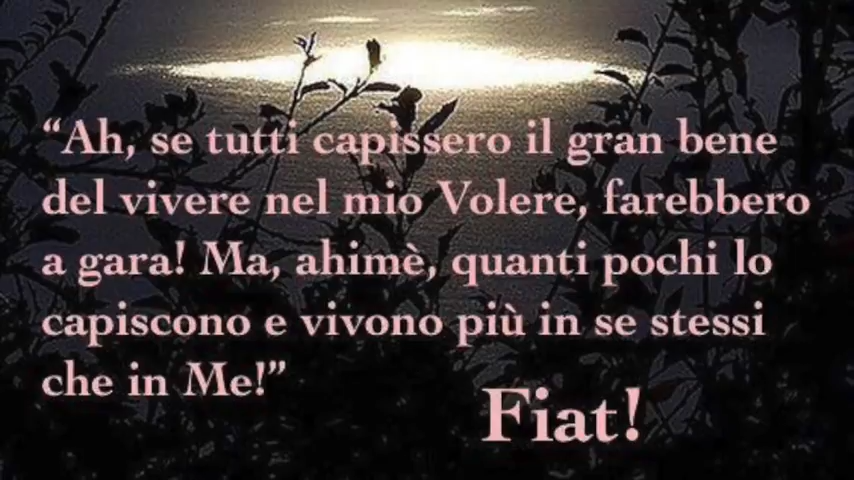 “Ah, se tutti capissero il gran bene
del vivere nel mio Volere, farebbero
a gara! Ma, ahimè, quanti pochi lo
capiscono e vivono più in se stessi
che in Me!”
Fiat!